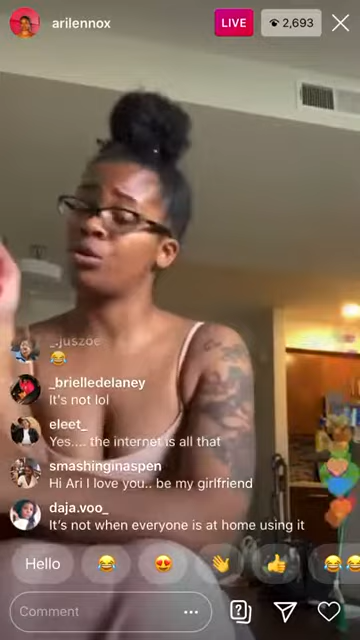 arilennox
LIVE
2,693
_.juszoe
😂
_brielledelaney
It's not lol
eleet_
Yes.... the internet is all that
smashinginaspen
Hi Ari I love you.. be my girlfriend
daja.voo_
It's not when everyone is at home using it
Hello 😂 😍 👋 👍 😂😂
Comment